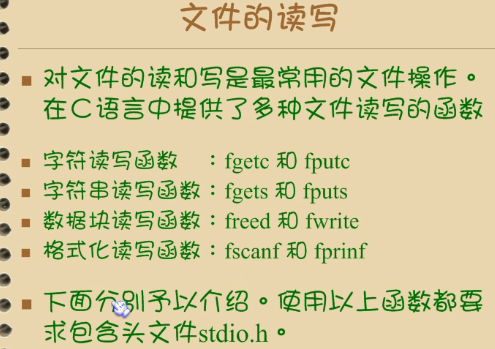 文件的读写
对文件的读和写是最常用的文件操作。
在C语言中提供了多种文件读写的函数
字符读写函数 ：fgetc 和 fputc
字符串读写函数：fgets 和 fputs
数据块读写函数：freed 和 fwrite
格式化读写函数：fscanf 和 fprinf
下面分别予以介绍。使用以上函数都要
求包含头文件stdio.h。